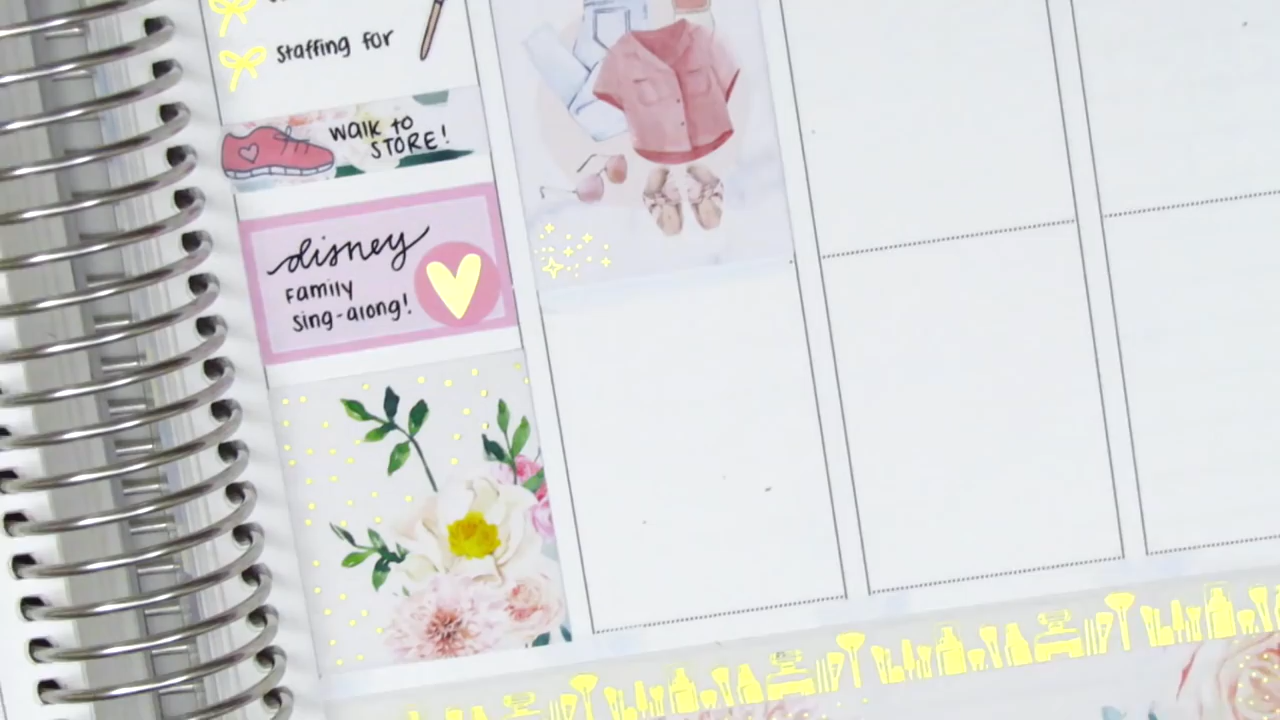 staffing for
walk to
STORE!
disney
Family
sing-along!